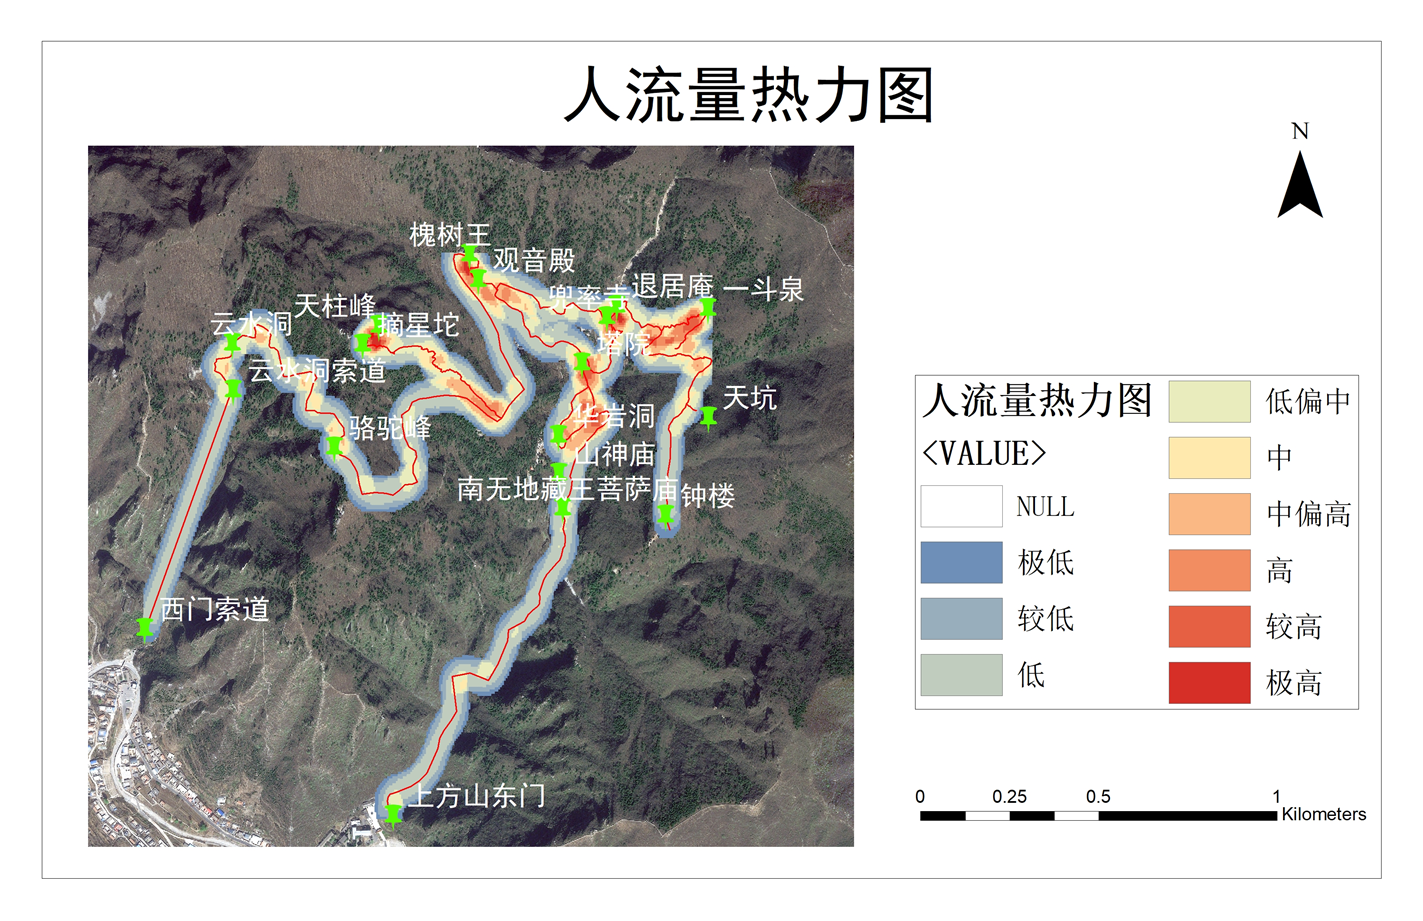 人流量热力图
N
槐树王
观音殿
兜率寺
退居庵
一斗泉
天柱峰
云水洞
摘星坨
塔院
云水洞索道
天坑
华岩洞
骆驼峰
山神庙
南无地藏王菩萨庙
钟楼
西门索道
上方山东门
人流量热力图
<VALUE>
NULL
极低
较低
低
低偏中
中
中偏高
高
较高
极高
0 0.25 0.5 1
Kilometers